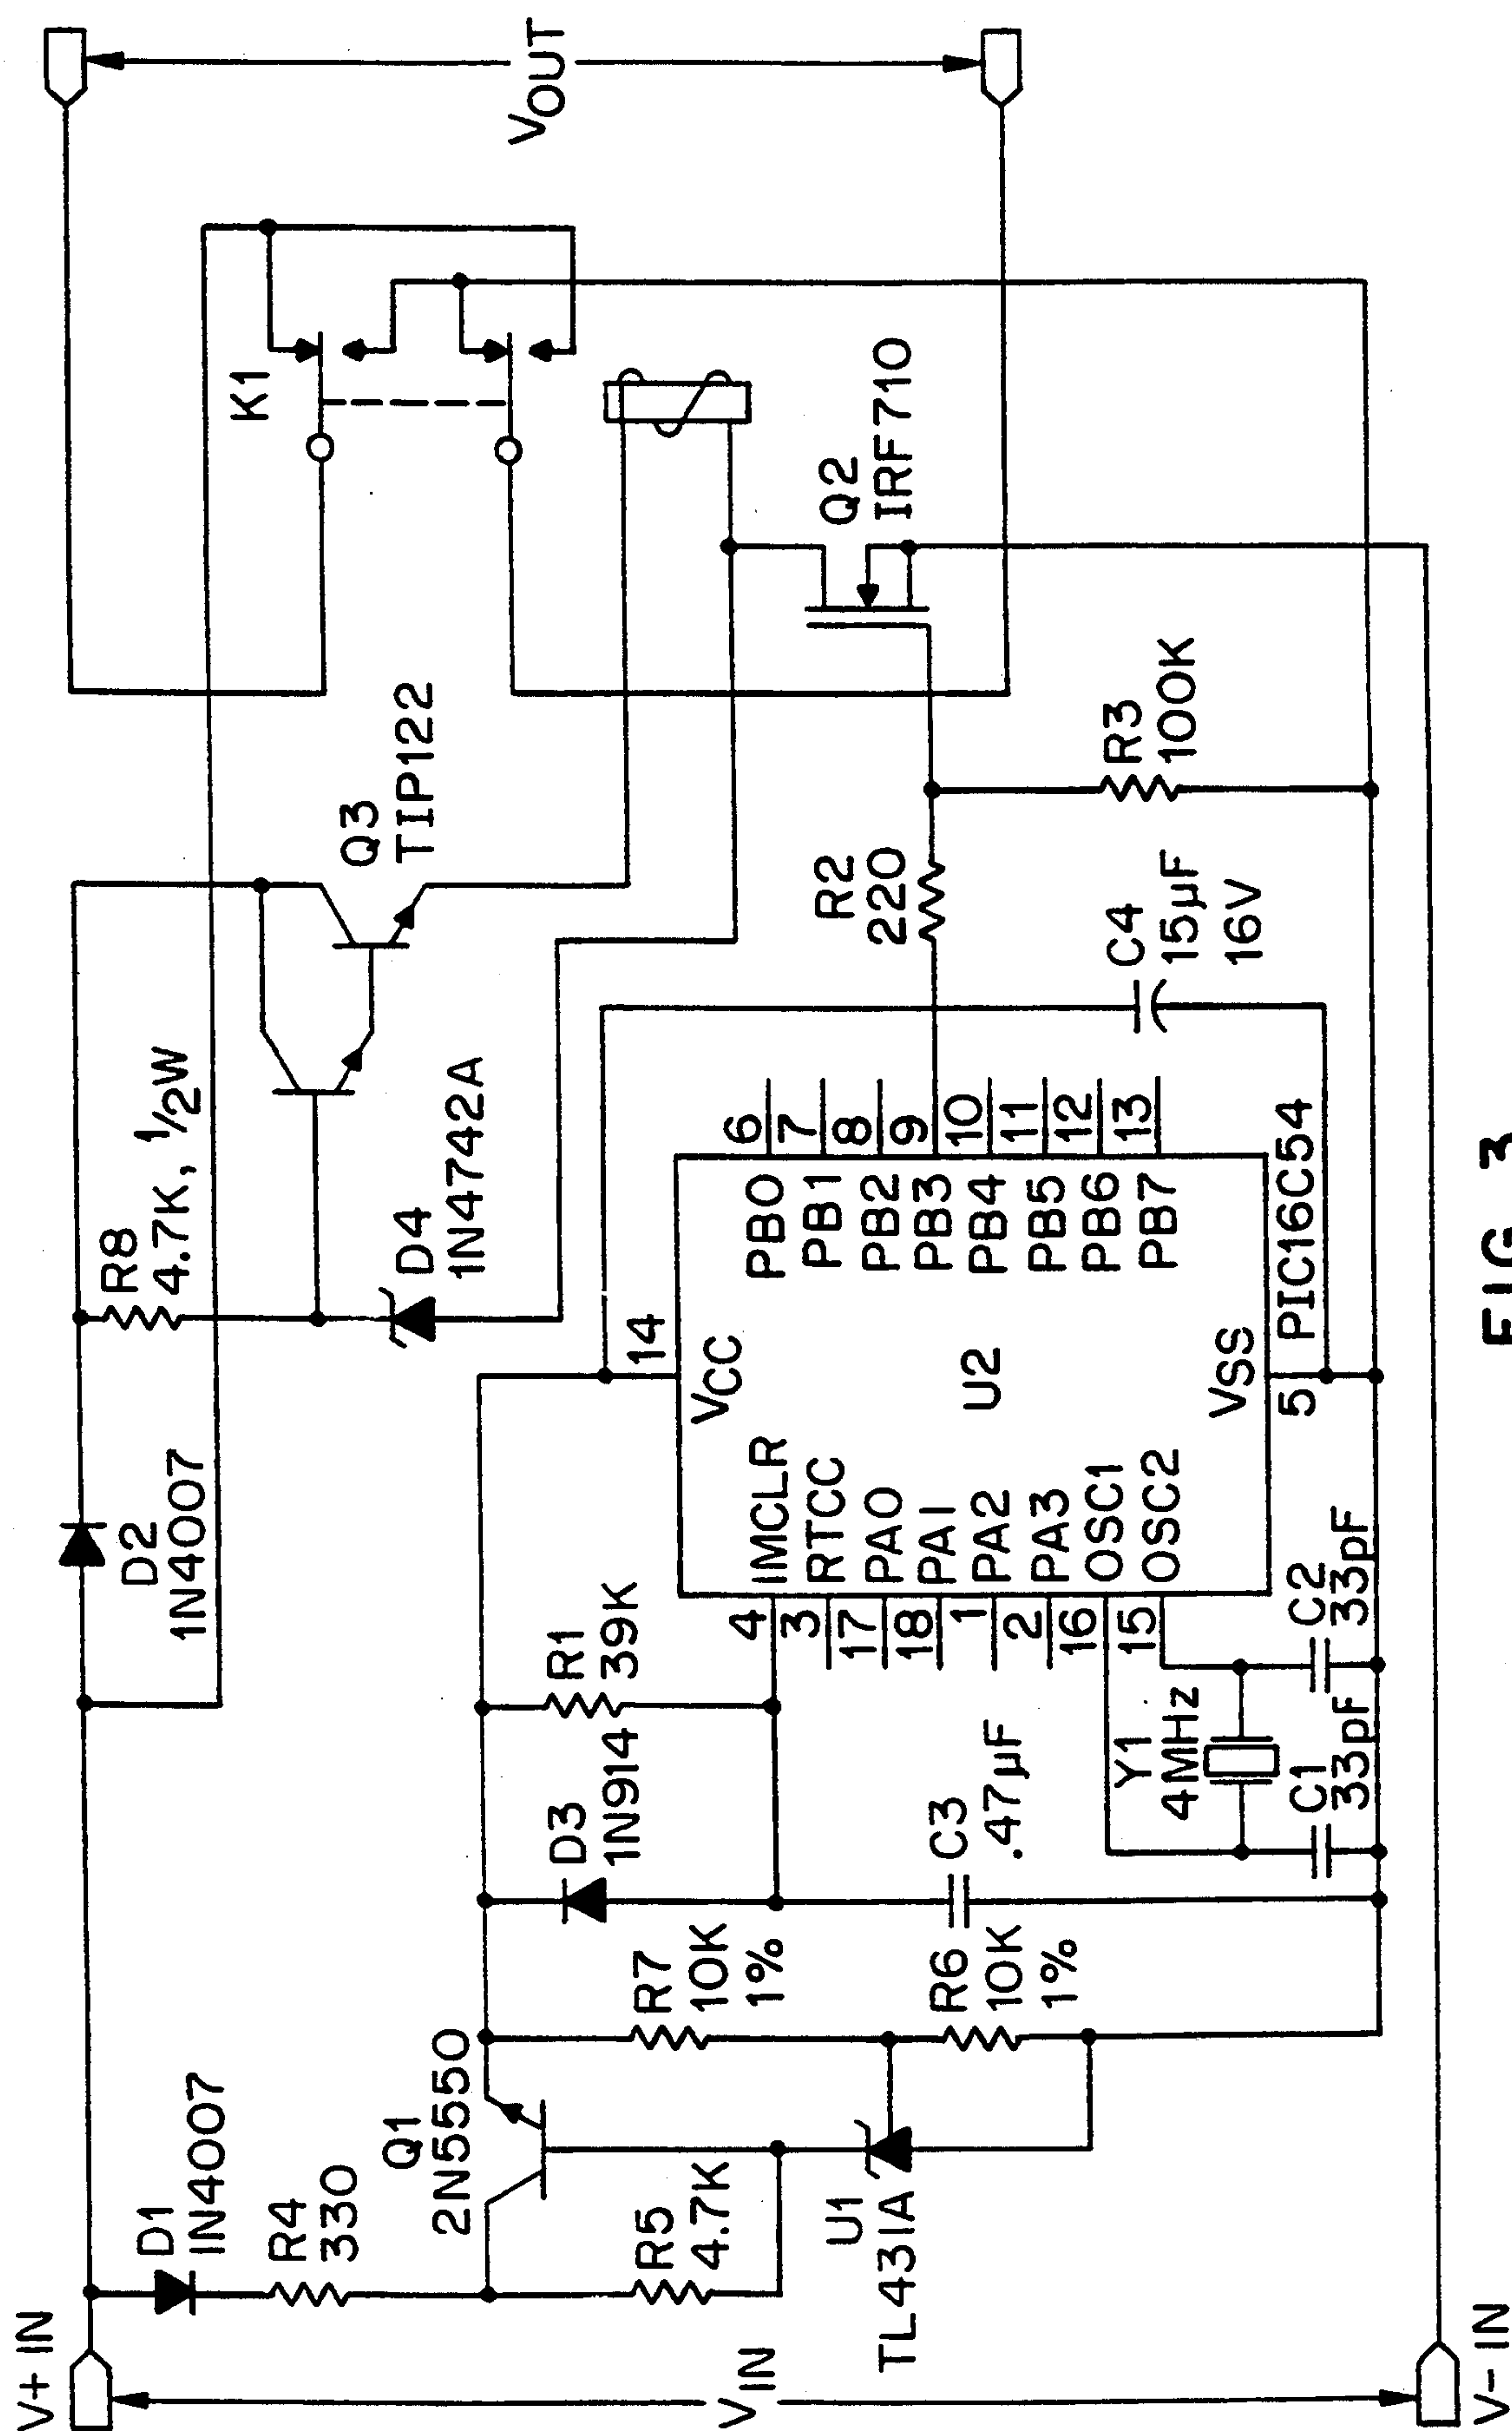 V+ IN
VIN
V- IN
D1
1N4007
R4
330
Q1
2N5550
R5
4.7K
U1
TL431A
R7
10K
1%
R6
10K
1%
D3
1N914
R1
39K
C3
.47µF
Y1
4MHz
C1
33pF
C2
33pF
D2
1N4007
R8
4.7K, 1/2W
D4
1N4742A
Q3
TIP122
14
VCC
4
IMCLR
3
RTCC
17
PA0
18
PA1
1
PA2
2
PA3
16
OSC1
15
OSC2
U2
VSS
5
PIC16C54
PB0
6
PB1
7
PB2
8
PB3
9
PB4
10
PB5
11
PB6
12
PB7
13
R2
220
C4
15µF
16V
R3
100K
Q2
IRF710
K1
VOUT
FIG. 3